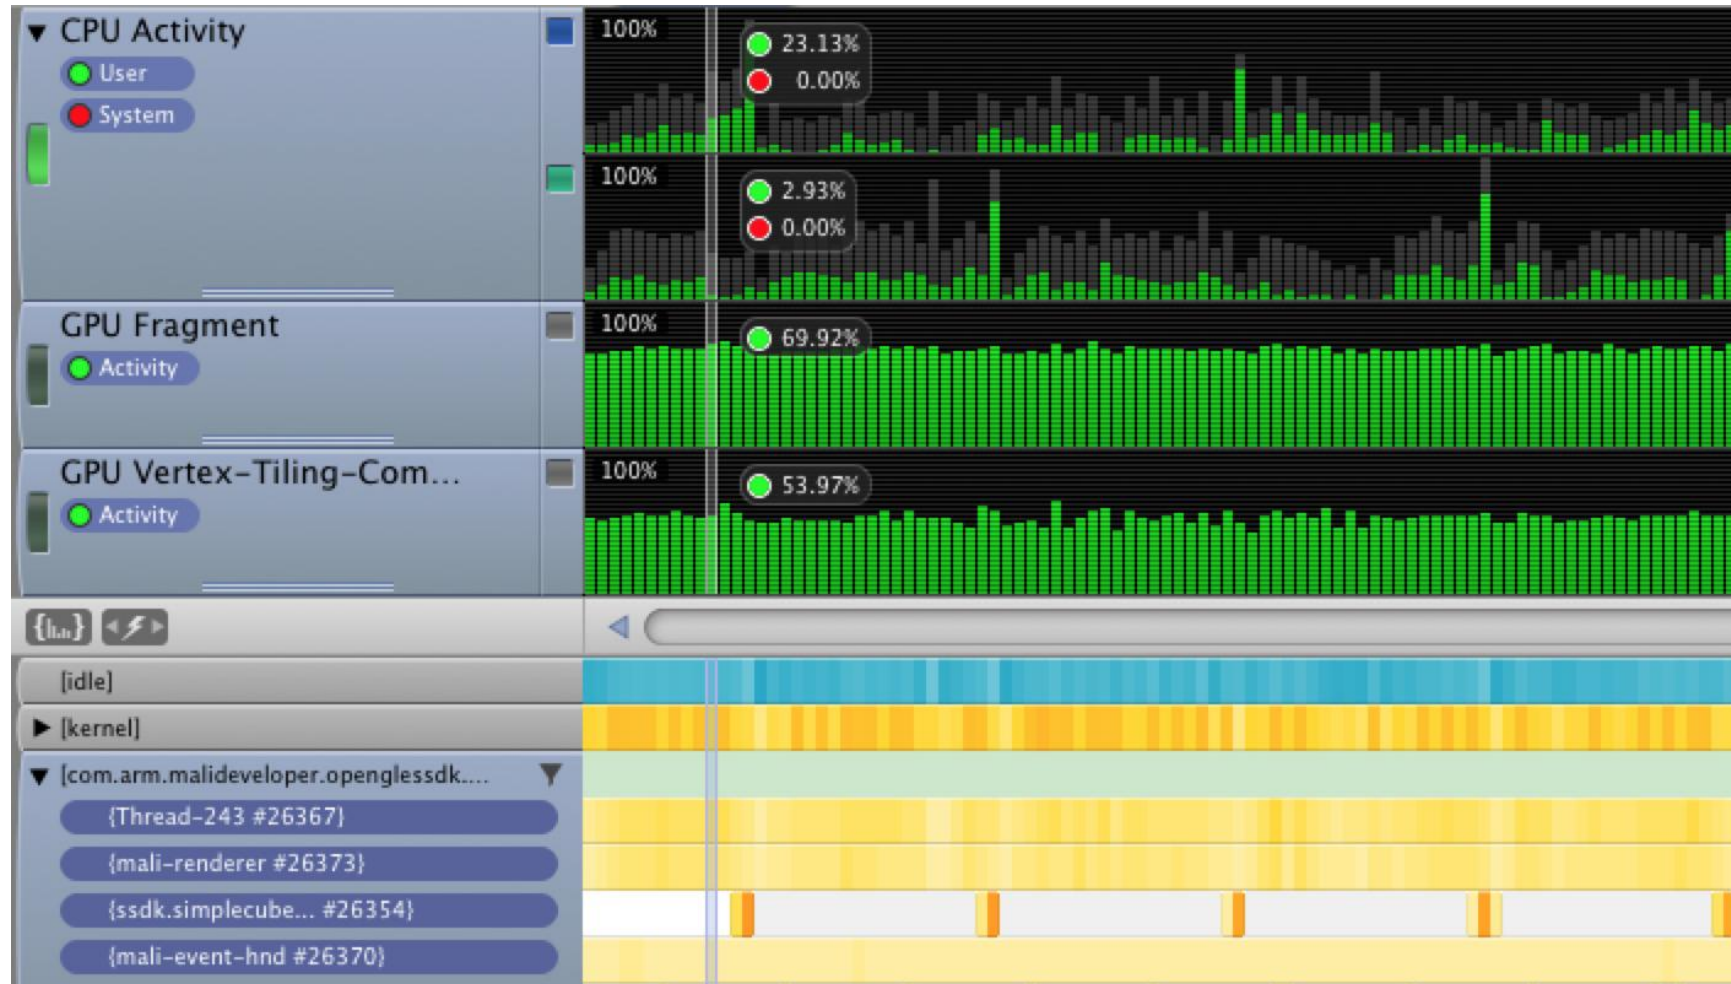 CPU Activity
User
System
100%
23.13%
0.00%
100%
2.93%
0.00%
GPU Fragment
Activity
100%
69.92%
GPU Vertex-Tiling-Com...
Activity
100%
53.97%
[idle]
[kernel]
[com.arm.malideveloper.openglessdk....
{Thread-243 #26367}
{mali-renderer #26373}
{ssdk.simplecube... #26354}
{mali-event-hnd #26370}